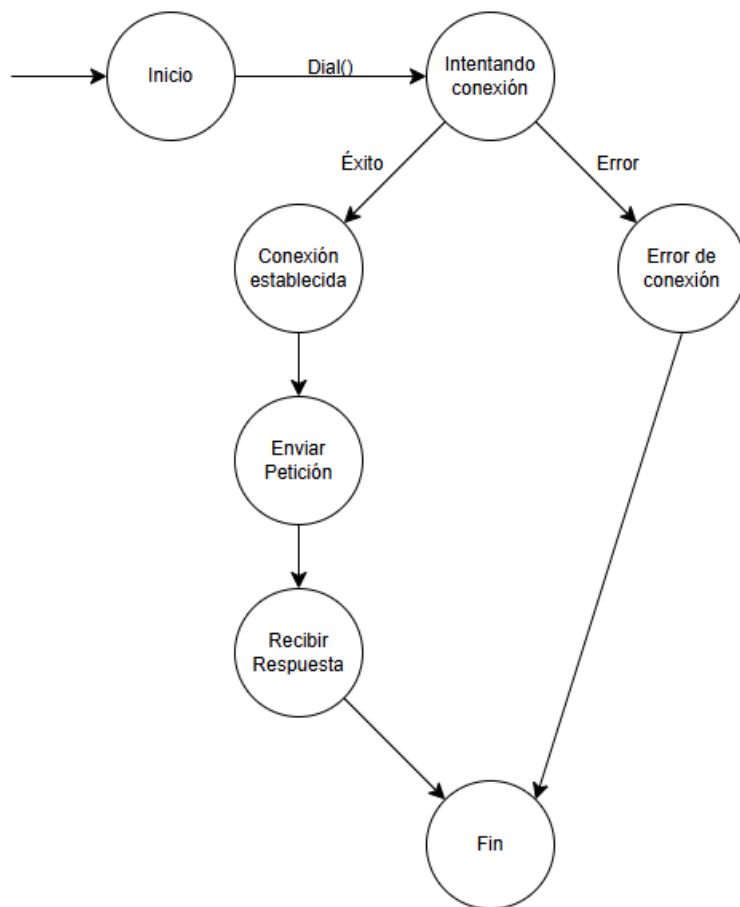 Inicio
Dial()
Intentando
conexión
Éxito
Error
Conexión
establecida
Error de
conexión
Enviar
Petición
Recibir
Respuesta
Fin